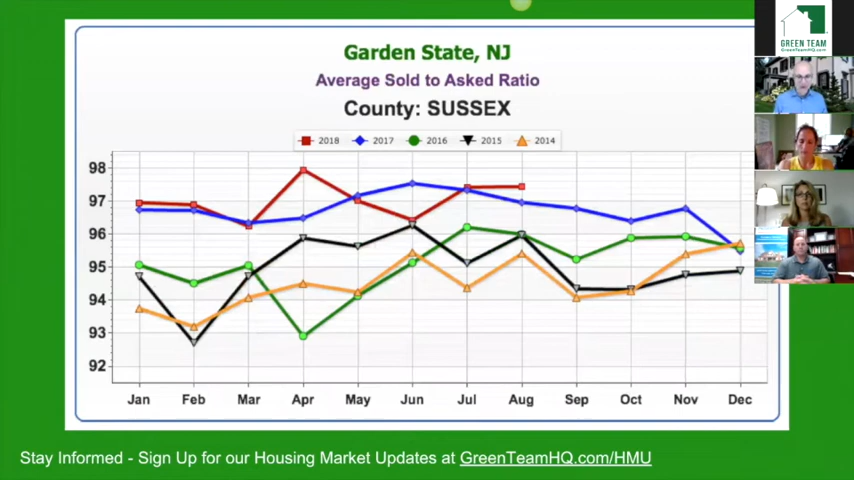 Garden State, NJ
Average Sold to Asked Ratio
County: SUSSEX
2018 2017 2016 2015 2014
98
97
96
95
94
93
92
Jan Feb Mar Apr May Jun Jul Aug Sep Oct Nov Dec
Stay Informed - Sign Up for our Housing Market Updates at GreenTeamHQ.com/HMU
GREEN TEAM
GreenTeamHQ.com